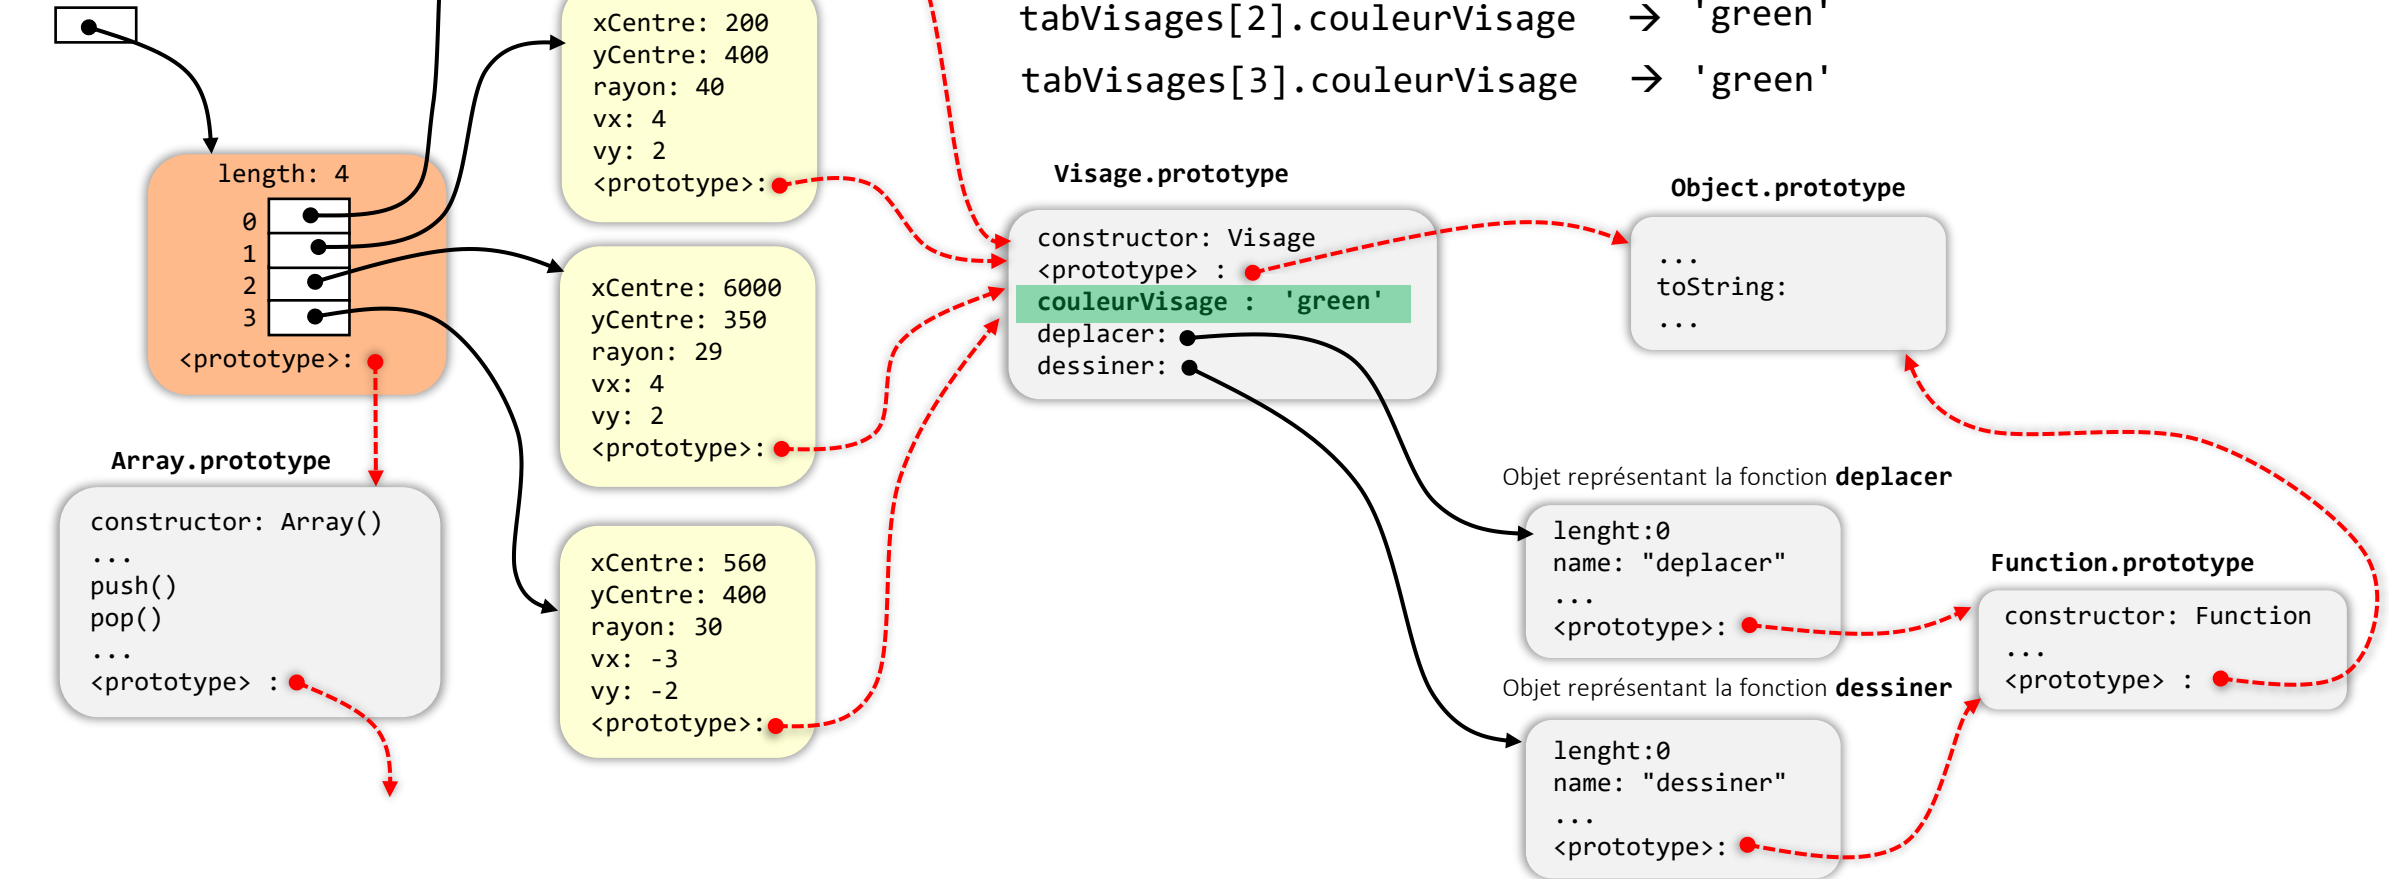 tabVisages[2].couleurVisage → 'green'
tabVisages[3].couleurVisage → 'green'
xCentre: 200
yCentre: 400
rayon: 40
vx: 4
vy: 2
<prototype>:
length: 4
0
1
2
3
<prototype>:
xCentre: 6000
yCentre: 350
rayon: 29
vx: 4
vy: 2
<prototype>:
Array.prototype
constructor: Array()
...
push()
pop()
...
<prototype> :
xCentre: 560
yCentre: 400
rayon: 30
vx: -3
vy: -2
<prototype>:
Visage.prototype
constructor: Visage
<prototype> :
couleurVisage : 'green'
deplacer:
dessiner:
Object.prototype
...
toString:
...
Objet représentant la fonction deplacer
lenght:0
name: "deplacer"
...
<prototype>:
Function.prototype
constructor: Function
...
<prototype> :
Objet représentant la fonction dessiner
lenght:0
name: "dessiner"
...
<prototype>: